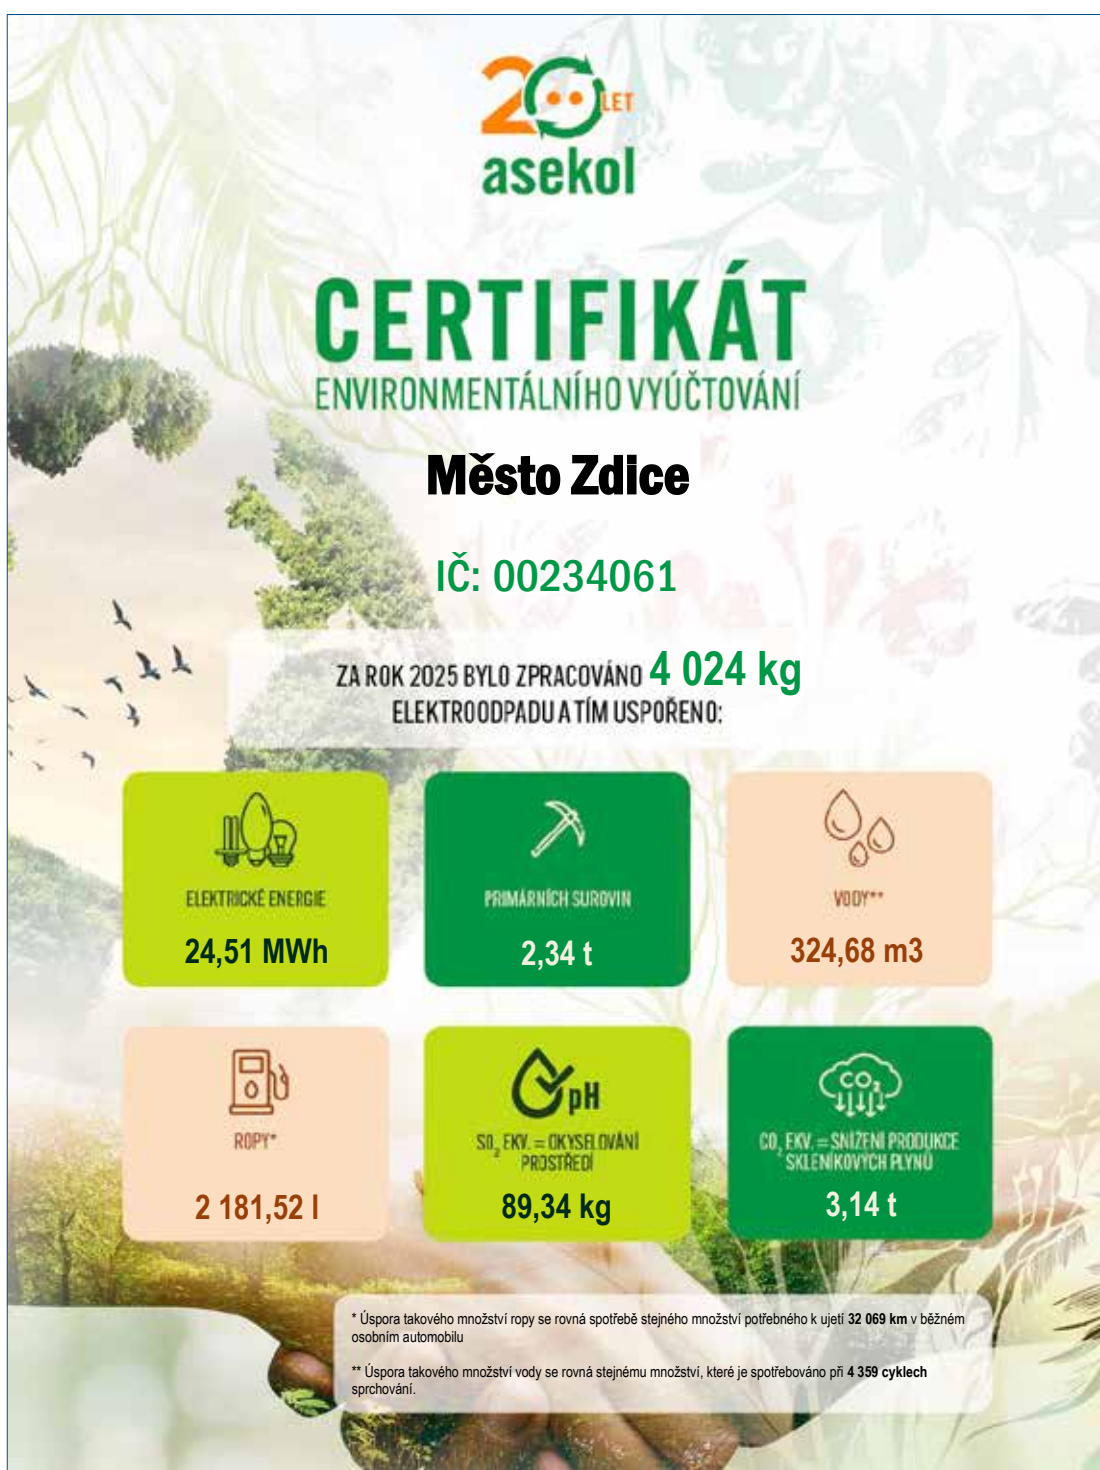 20 LET
asekol
CERTIFIKÁT
ENVIRONMENTÁLNÍHO VYÚČTOVÁNÍ
Město Zdice
IČ: 00234061
ZA ROK 2025 BYLO ZPRACOVÁNO 4 024 kg
ELEKTROODPADU A TÍM USPOŘENO:
ELEKTRICKÉ ENERGIE
24,51 MWh
PRIMÁRNÍCH SUROVIN
2,34 t
VODY**
324,68 m3
ROPY*
2 181,52 l
pH
SO₂ EKV. = OKYSELOVÁNÍ
PROSTŘEDÍ
89,34 kg
CO₂
CO₂ EKV. = SNÍŽENÍ PRODUKCE
SKLENÍKOVÝCH PLYNŮ
3,14 t
* Úspora takového množství ropy se rovná spotřebě stejného množství potřebného k ujetí 32 069 km v běžném
osobním automobilu
** Úspora takového množství vody se rovná stejnému množství, které je spotřebováno při 4 359 cyklech
sprchování.